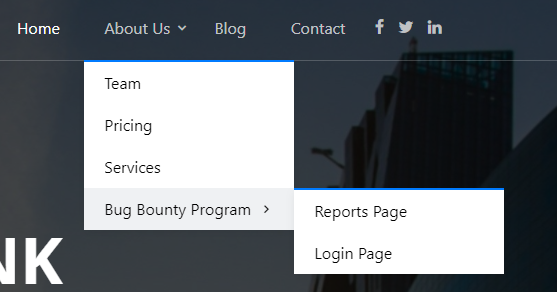 Home About Us Blog Contact
Team
Pricing
Services
Bug Bounty Program
Reports Page
Login Page
NK